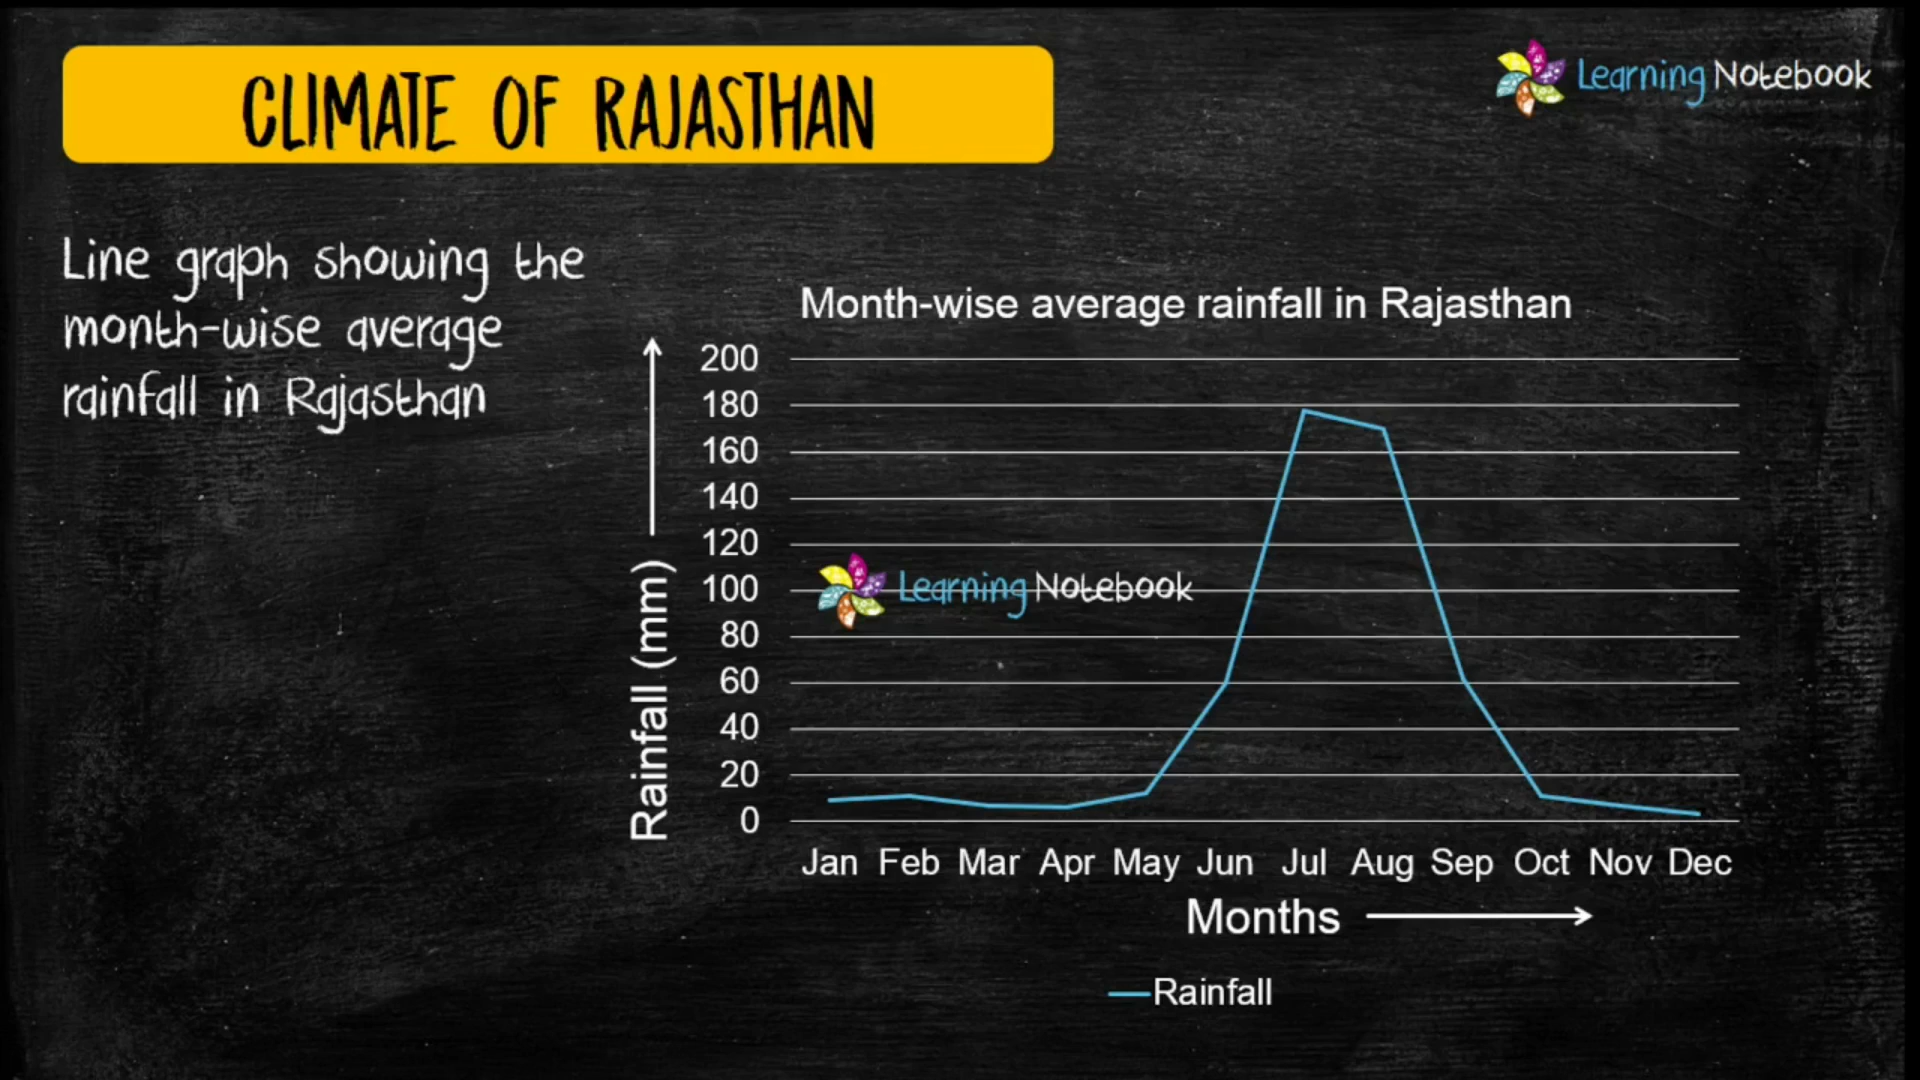 CLIMATE OF RAJASTHAN
Learning Notebook
Line graph showing the
month-wise average
rainfall in Rajasthan
Month-wise average rainfall in Rajasthan
200
180
160
140
120
100
80
60
40
20
0
Rainfall (mm)
Learning Notebook
Jan Feb Mar Apr May Jun Jul Aug Sep Oct Nov Dec
Months
Rainfall